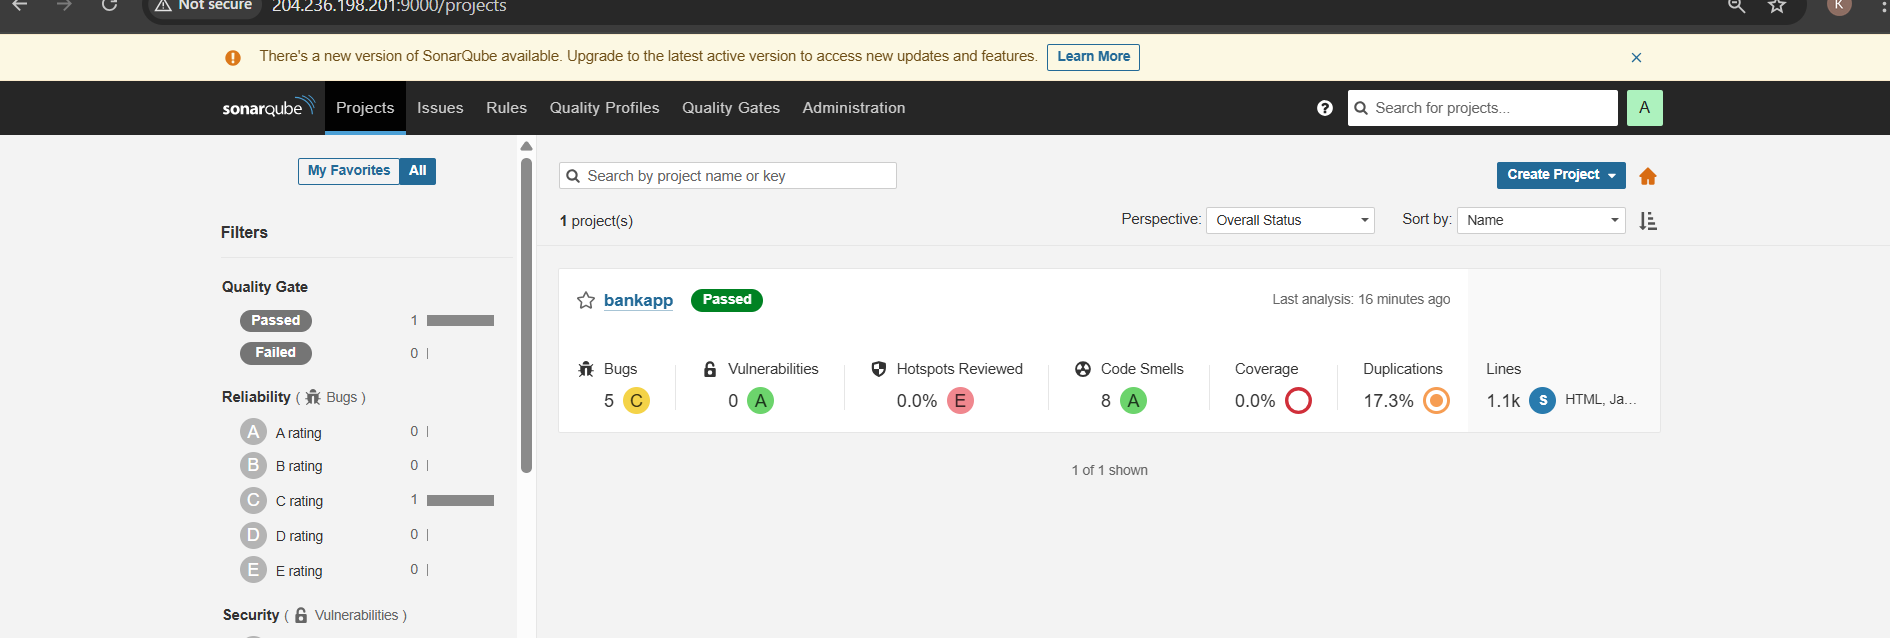 Not secure 204.236.198.201:9000/projects K
There's a new version of SonarQube available. Upgrade to the latest active version to access new updates and features. Learn More
sonarqube Projects Issues Rules Quality Profiles Quality Gates Administration ? Search for projects... A
My Favorites All
Search by project name or key
Create Project
1 project(s)
Perspective: Overall Status
Sort by: Name
Filters
Quality Gate
Passed 1
Failed 0
Reliability ( Bugs )
A A rating 0
B B rating 0
C C rating 1
D D rating 0
E E rating 0
Security ( Vulnerabilities )
bankapp Passed
Last analysis: 16 minutes ago
Bugs Vulnerabilities Hotspots Reviewed Code Smells Coverage Duplications Lines
5 C 0 A 0.0% E 8 A 0.0% 17.3% 1.1k S HTML, Ja...
1 of 1 shown